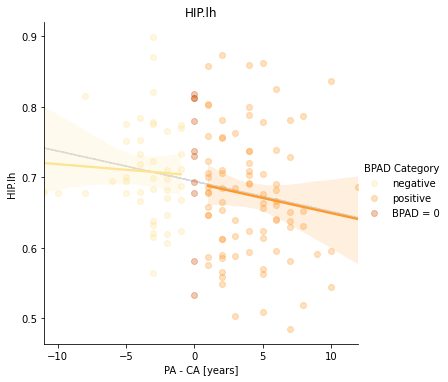 HIP.lh
0.9
0.8
0.7
0.6
0.5
HIP.lh
−10
−5
0
5
10
PA - CA [years]
BPAD Category
negative
positive
BPAD = 0